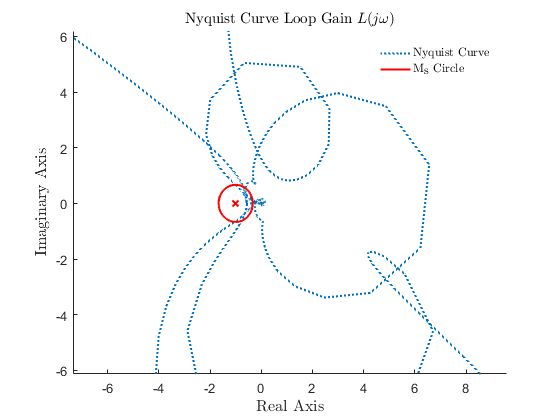 Nyquist Curve Loop Gain L(jω)
Nyquist Curve
Ms Circle
Imaginary Axis
6
4
2
0
-2
-4
-6
-6 -4 -2 0 2 4 6 8
Real Axis